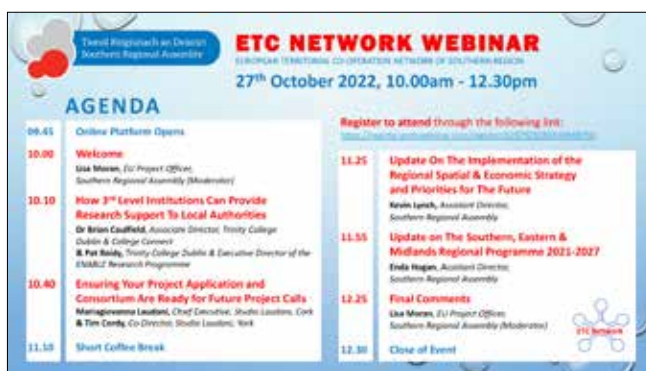 Tionól Réigiúnach an Deiscirt
Southern Regional Assembly
ETC NETWORK WEBINAR
EUROPEAN TERRITORIAL CO-OPERATION NETWORK OF SOUTHERN REGION
27th October 2022, 10.00am - 12.30pm
AGENDA
09.45 Online Platform Opens
10.00 Welcome
Lisa Moran, EU Project Officer,
Southern Regional Assembly (Moderator)
10.10 How 3rd Level Institutions Can Provide
Research Support To Local Authorities
Dr Brian Caulfield, Associate Director, Trinity College
Dublin & College Connect
& Pat Reidy, Trinity College Dublin & Executive Director of the
ENABLE Research Programme
10.40 Ensuring Your Project Application and
Consortium Are Ready for Future Project Calls
Mariagiovanna Laudani, Chief Executive, Studio Laudani, Cork
& Tim Cordy, Co-Director, Studio Laudani, York
11.10 Short Coffee Break
Register to attend through the following link:
11.25 Update On The Implementation of the
Regional Spatial & Economic Strategy
and Priorities for The Future
Kevin Lynch, Assistant Director,
Southern Regional Assembly
11.55 Update on The Southern, Eastern &
Midlands Regional Programme 2021-2027
Enda Hogan, Assistant Director,
Southern Regional Assembly
12.25 Final Comments
Lisa Moran, EU Project Officer,
Southern Regional Assembly (Moderator)
12.30 Close of Event
ETC NETWORK